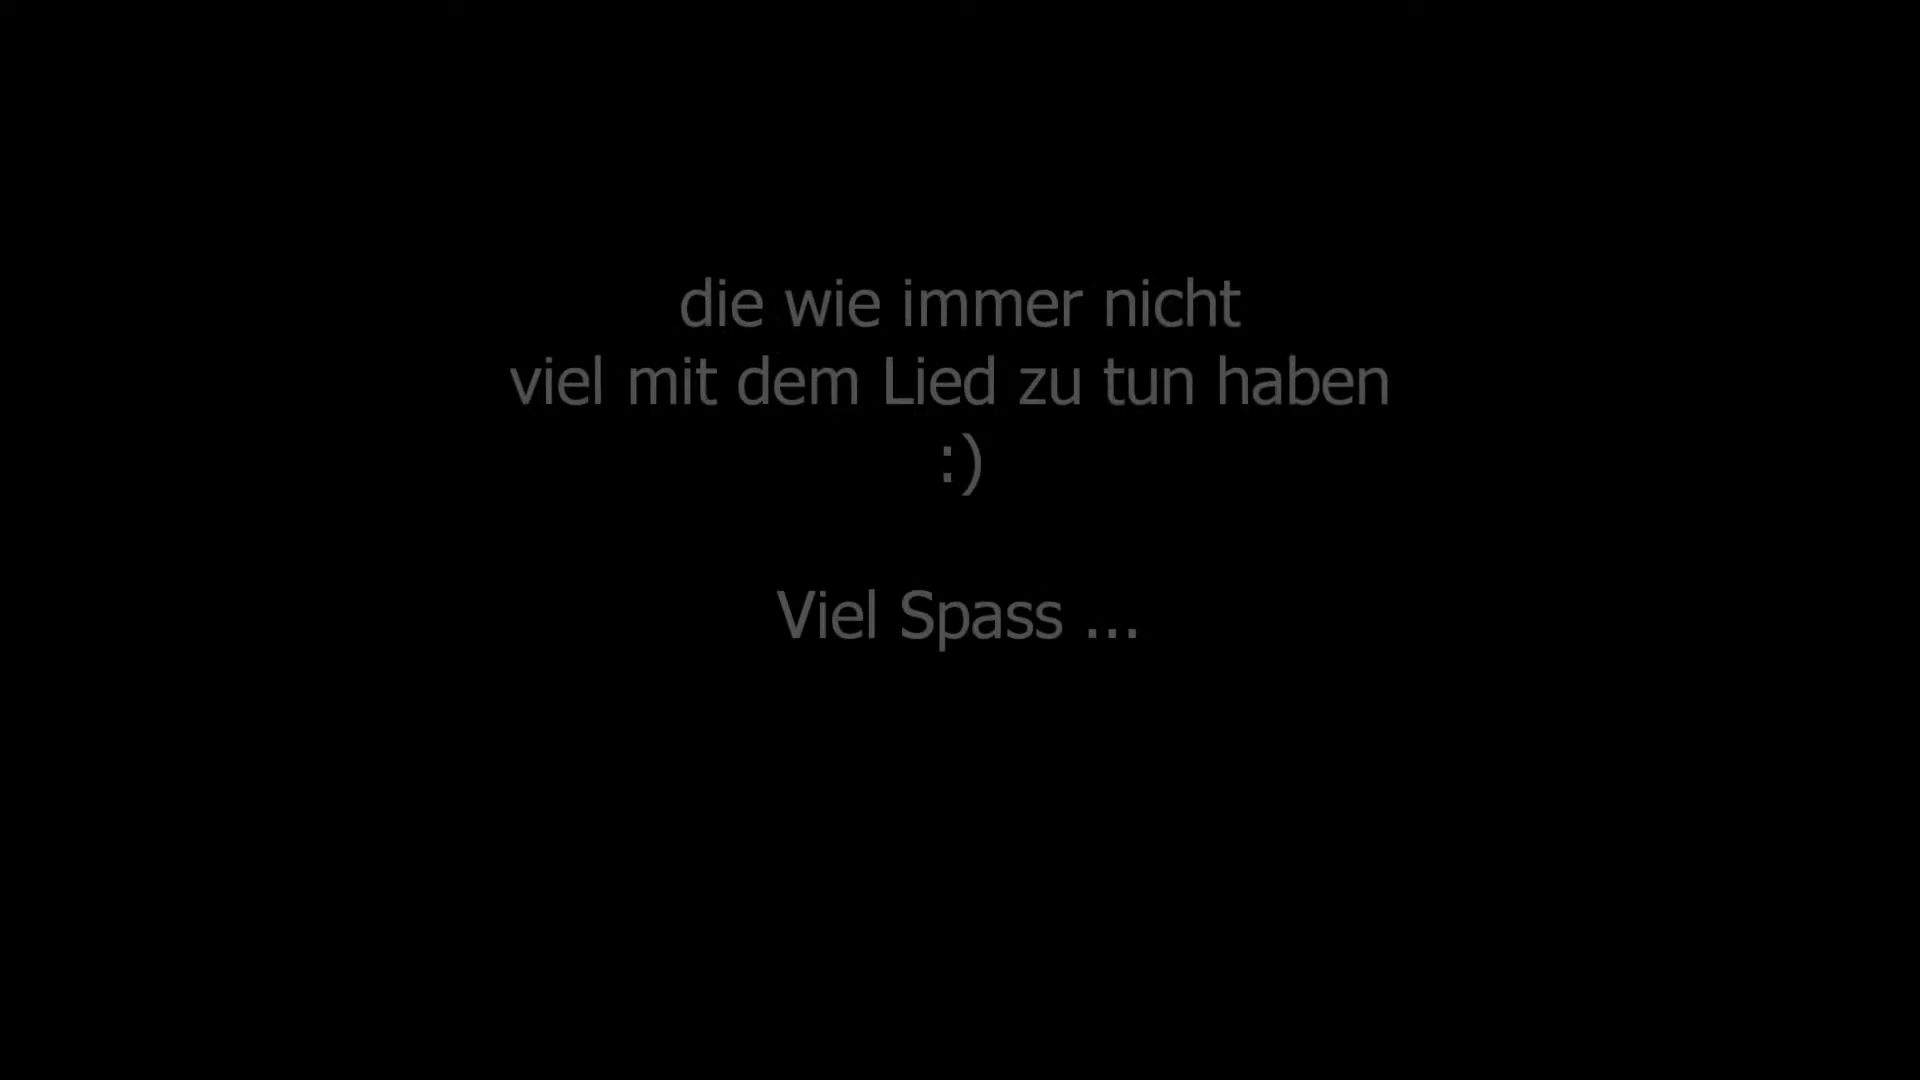 die wie immer nicht
viel mit dem Lied zu tun haben
:)
Viel Spass ...